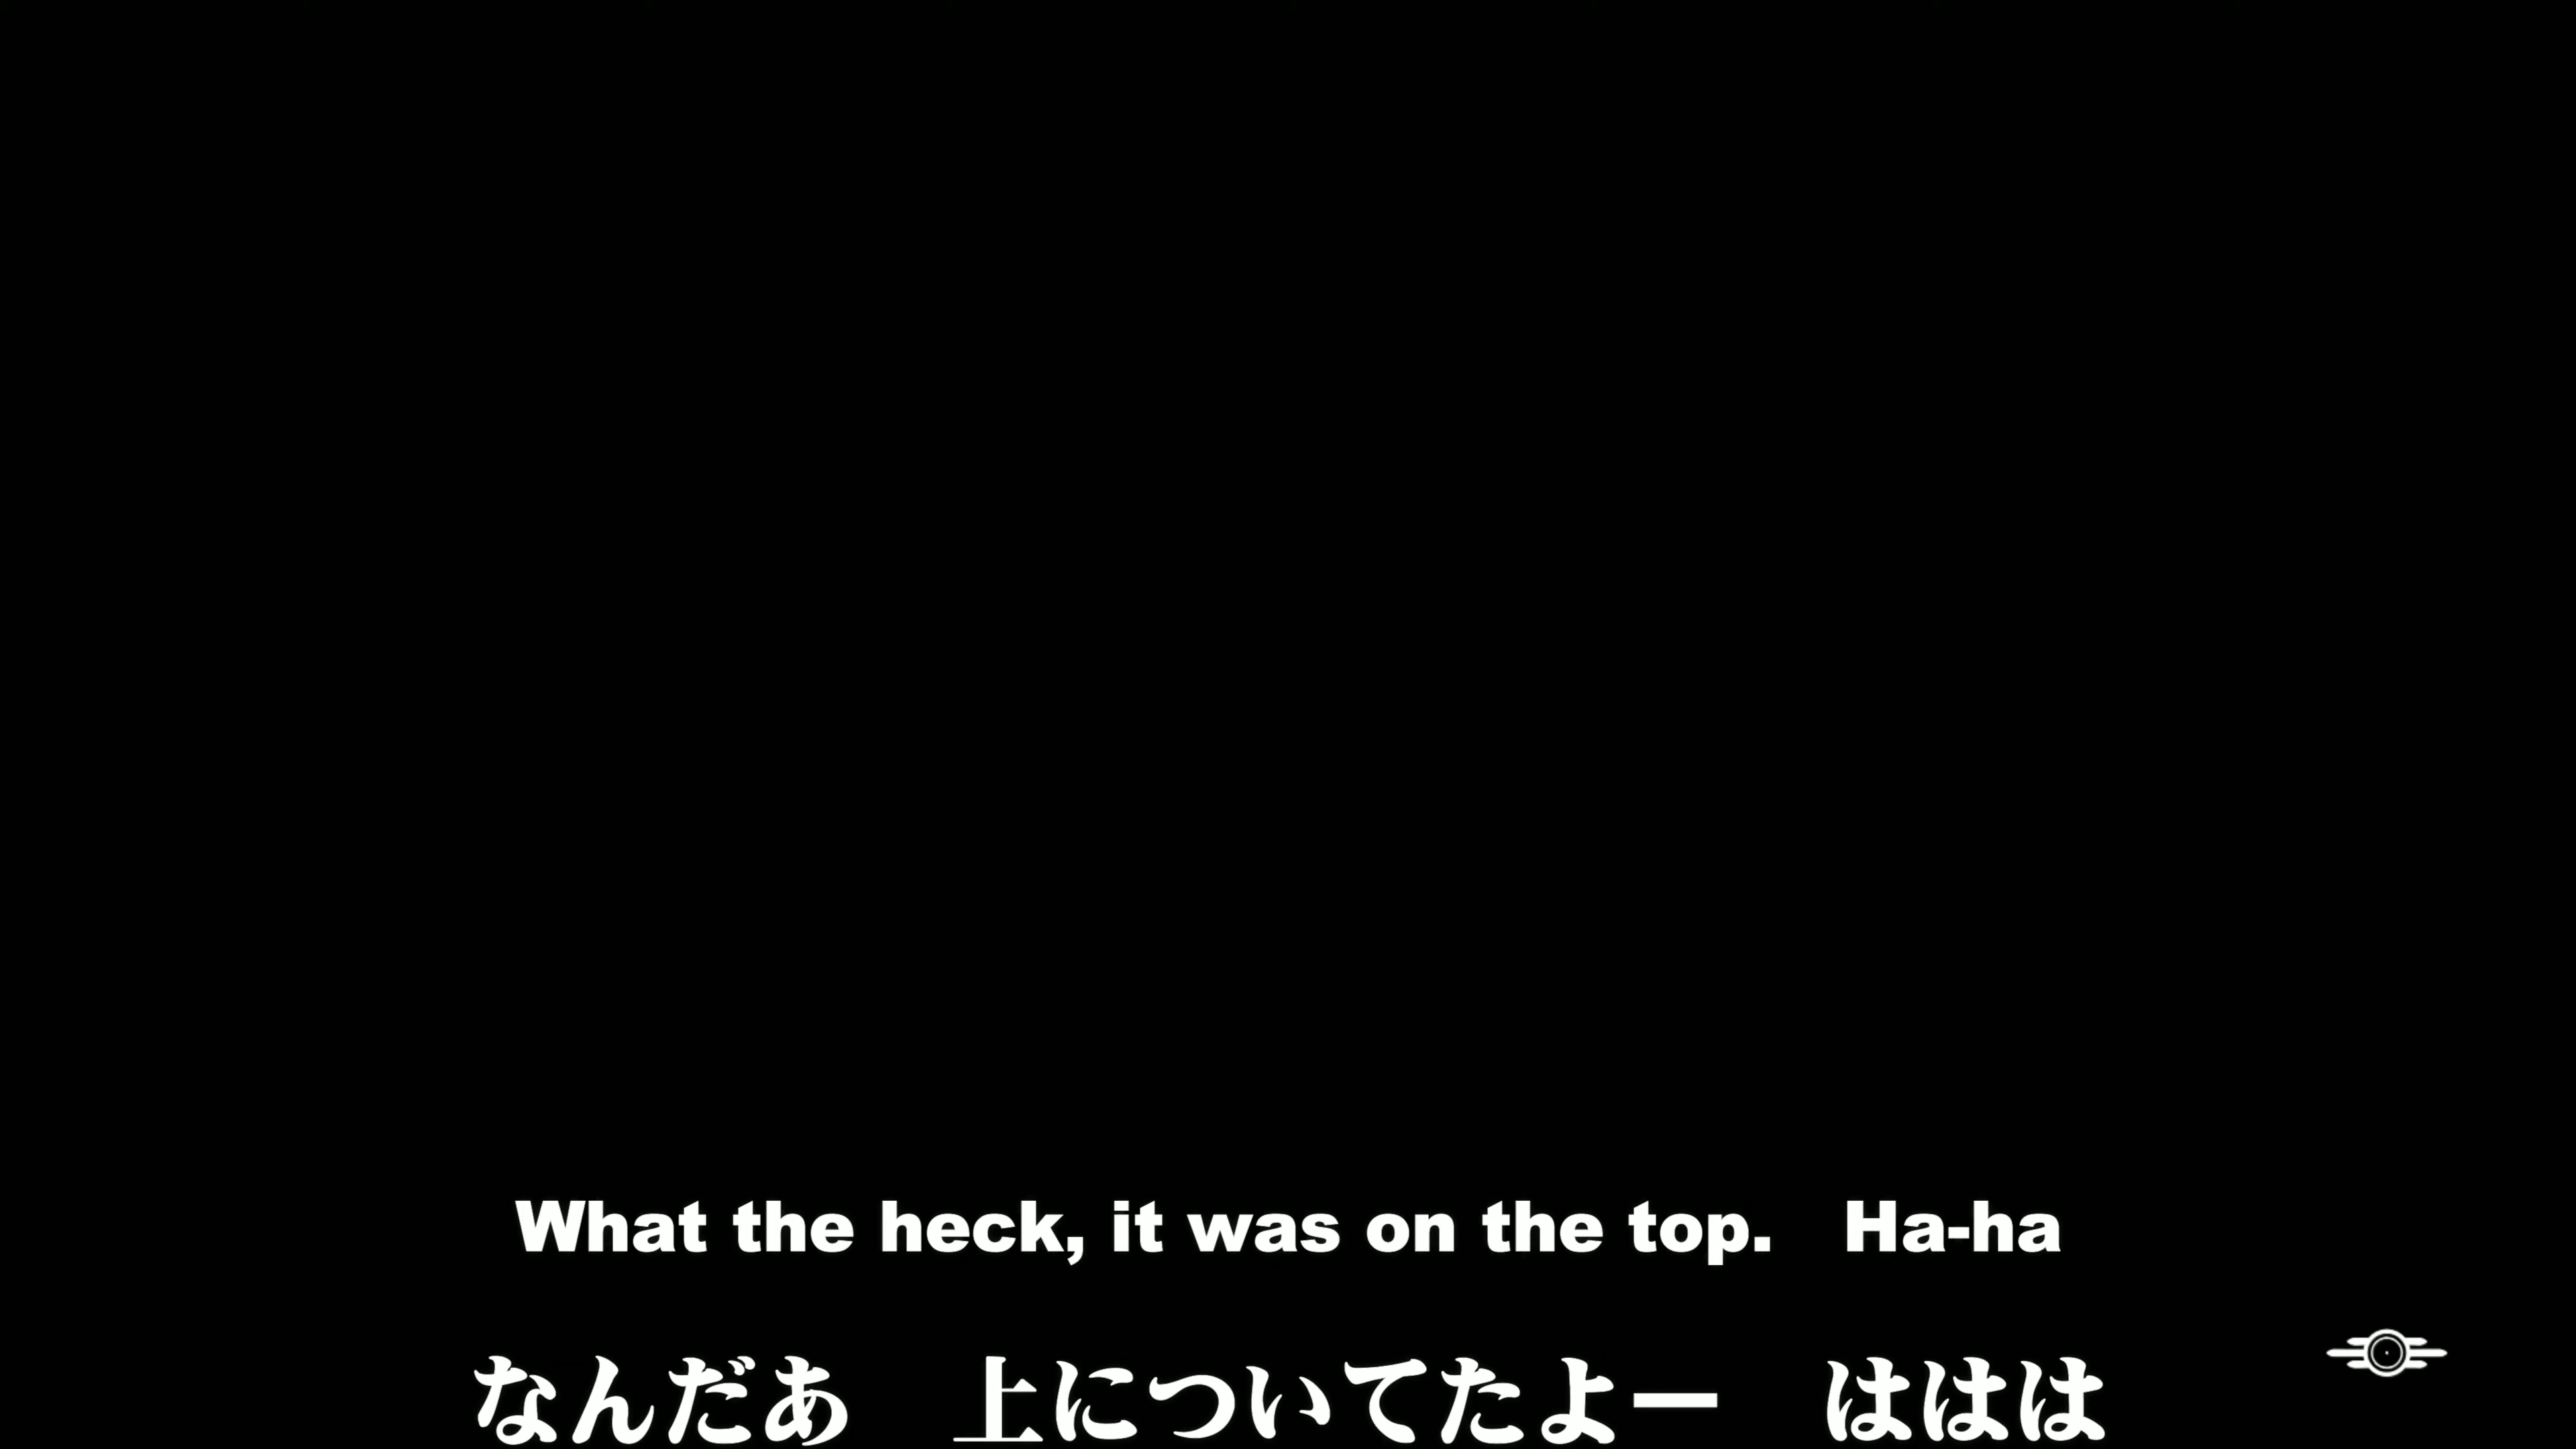 What the heck, it was on the top.   Ha-ha
なんだあ　上についてたよー　ははは